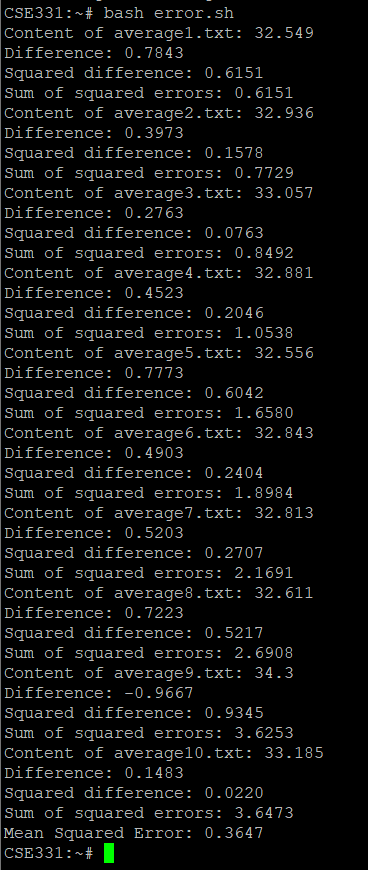 CSE331:~# bash error.sh
Content of average1.txt: 32.549
Difference: 0.7843
Squared difference: 0.6151
Sum of squared errors: 0.6151
Content of average2.txt: 32.936
Difference: 0.3973
Squared difference: 0.1578
Sum of squared errors: 0.7729
Content of average3.txt: 33.057
Difference: 0.2763
Squared difference: 0.0763
Sum of squared errors: 0.8492
Content of average4.txt: 32.881
Difference: 0.4523
Squared difference: 0.2046
Sum of squared errors: 1.0538
Content of average5.txt: 32.556
Difference: 0.7773
Squared difference: 0.6042
Sum of squared errors: 1.6580
Content of average6.txt: 32.843
Difference: 0.4903
Squared difference: 0.2404
Sum of squared errors: 1.8984
Content of average7.txt: 32.813
Difference: 0.5203
Squared difference: 0.2707
Sum of squared errors: 2.1691
Content of average8.txt: 32.611
Difference: 0.7223
Squared difference: 0.5217
Sum of squared errors: 2.6908
Content of average9.txt: 34.3
Difference: -0.9667
Squared difference: 0.9345
Sum of squared errors: 3.6253
Content of average10.txt: 33.185
Difference: 0.1483
Squared difference: 0.0220
Sum of squared errors: 3.6473
Mean Squared Error: 0.3647
CSE331:~#